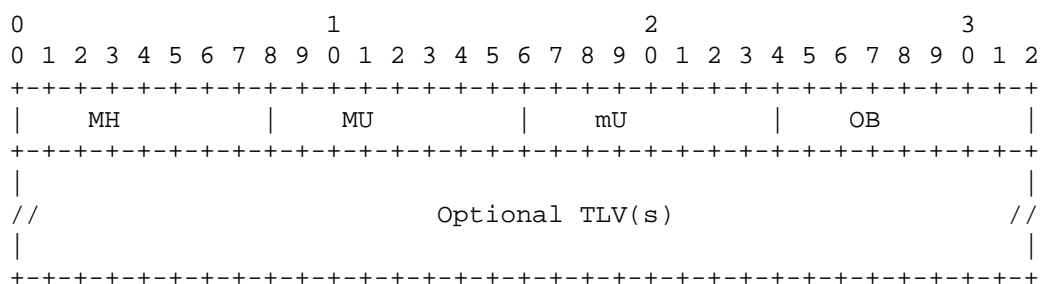 0                   1                   2                   3
0 1 2 3 4 5 6 7 8 9 0 1 2 3 4 5 6 7 8 9 0 1 2 3 4 5 6 7 8 9 0 1 2
+-+-+-+-+-+-+-+-+-+-+-+-+-+-+-+-+-+-+-+-+-+-+-+-+-+-+-+-+-+-+-+-+
|    MH         |    MU         |    mU         |    OB         |
+-+-+-+-+-+-+-+-+-+-+-+-+-+-+-+-+-+-+-+-+-+-+-+-+-+-+-+-+-+-+-+-+
|                                                               |
//                         Optional TLV(s)                     //
|                                                               |
+-+-+-+-+-+-+-+-+-+-+-+-+-+-+-+-+-+-+-+-+-+-+-+-+-+-+-+-+-+-+-+-+